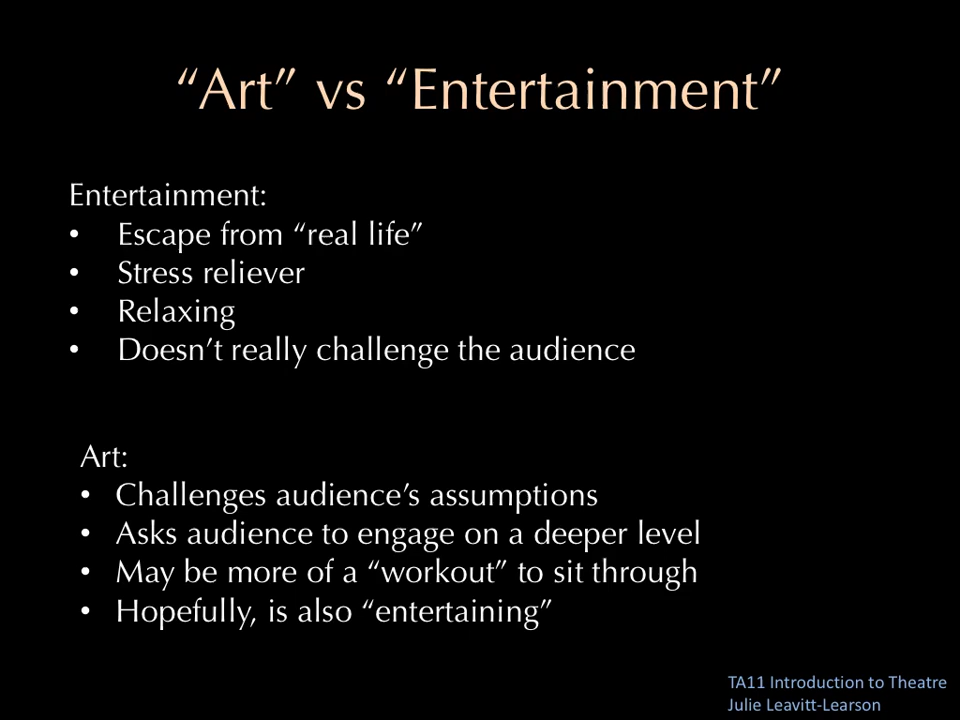 “Art” vs “Entertainment”
Entertainment:
• Escape from “real life”
• Stress reliever
• Relaxing
• Doesn’t really challenge the audience
Art:
• Challenges audience’s assumptions
• Asks audience to engage on a deeper level
• May be more of a “workout” to sit through
• Hopefully, is also “entertaining”
TA11 Introduction to Theatre
Julie Leavitt-Learson